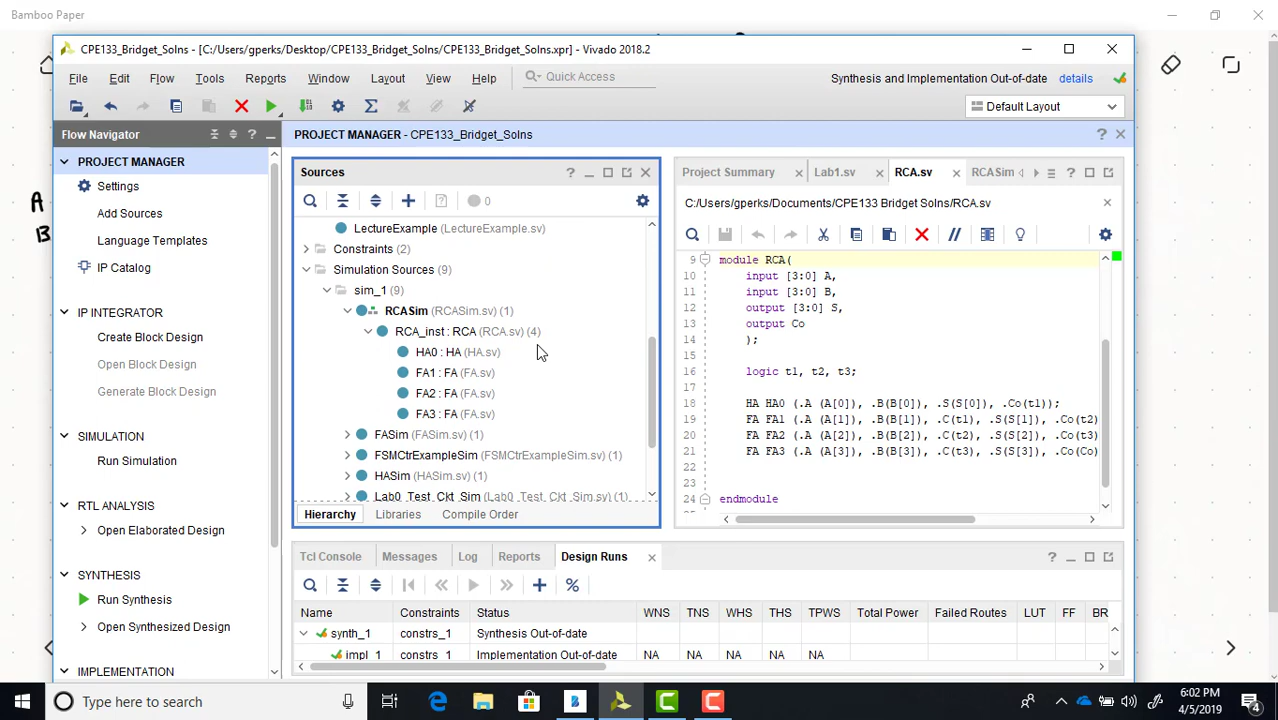 Bamboo Paper
CPE133_Bridget_Solns - [C:/Users/gperks/Desktop/CPE133_Bridget_Solns/CPE133_Bridget_Solns.xpr] - Vivado 2018.2
File Edit Flow Tools Reports Window Layout View Help Quick Access Synthesis and Implementation Out-of-date details
Default Layout
Flow Navigator
PROJECT MANAGER
Settings
Add Sources
Language Templates
IP Catalog
IP INTEGRATOR
Create Block Design
Open Block Design
Generate Block Design
SIMULATION
Run Simulation
RTL ANALYSIS
Open Elaborated Design
SYNTHESIS
Run Synthesis
Open Synthesized Design
IMPLEMENTATION
A
B
PROJECT MANAGER - CPE133_Bridget_Solns
Sources
0
LectureExample (LectureExample.sv)
Constraints (2)
Simulation Sources (9)
sim_1 (9)
RCASim (RCASim.sv) (1)
RCA_inst : RCA (RCA.sv) (4)
HA0 : HA (HA.sv)
FA1 : FA (FA.sv)
FA2 : FA (FA.sv)
FA3 : FA (FA.sv)
FASim (FASim.sv) (1)
FSMCtrExampleSim (FSMCtrExampleSim.sv) (1)
HASim (HASim.sv) (1)
Lab0_Test_Ckt_Sim (Lab0_Test_Ckt_Sim.sv) (1)
Hierarchy Libraries Compile Order
Project Summary Lab1.sv RCA.sv RCASim
C:/Users/gperks/Documents/CPE133 Bridget Solns/RCA.sv
9 module RCA(
10 input [3:0] A,
11 input [3:0] B,
12 output [3:0] S,
13 output Co
14 );
15
16 logic t1, t2, t3;
17
18 HA HA0 (.A (A[0]), .B(B[0]), .S(S[0]), .Co(t1));
19 FA FA1 (.A (A[1]), .B(B[1]), .C(t1), .S(S[1]), .Co(t2)
20 FA FA2 (.A (A[2]), .B(B[2]), .C(t2), .S(S[2]), .Co(t3)
21 FA FA3 (.A (A[3]), .B(B[3]), .C(t3), .S(S[3]), .Co(Co)
22
23
24 endmodule
Tcl Console Messages Log Reports Design Runs
Name Constraints Status WNS TNS WHS THS TPWS Total Power Failed Routes LUT FF BR
synth_1 constrs_1 Synthesis Out-of-date
impl_1 constrs_1 Implementation Out-of-date NA NA NA NA NA
Type here to search
6:02 PM
4/5/2019
4